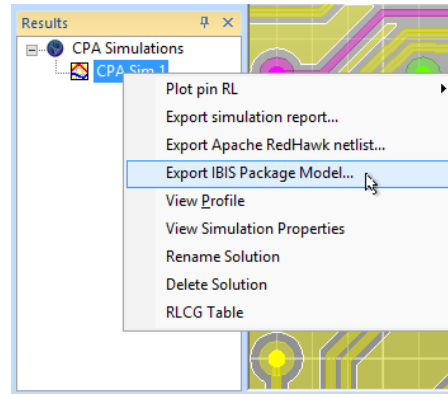 Results
CPA Simulations
CPA Sim 1
Plot pin RL
Export simulation report...
Export Apache RedHawk netlist...
Export IBIS Package Model...
View Profile
View Simulation Properties
Rename Solution
Delete Solution
RLCG Table